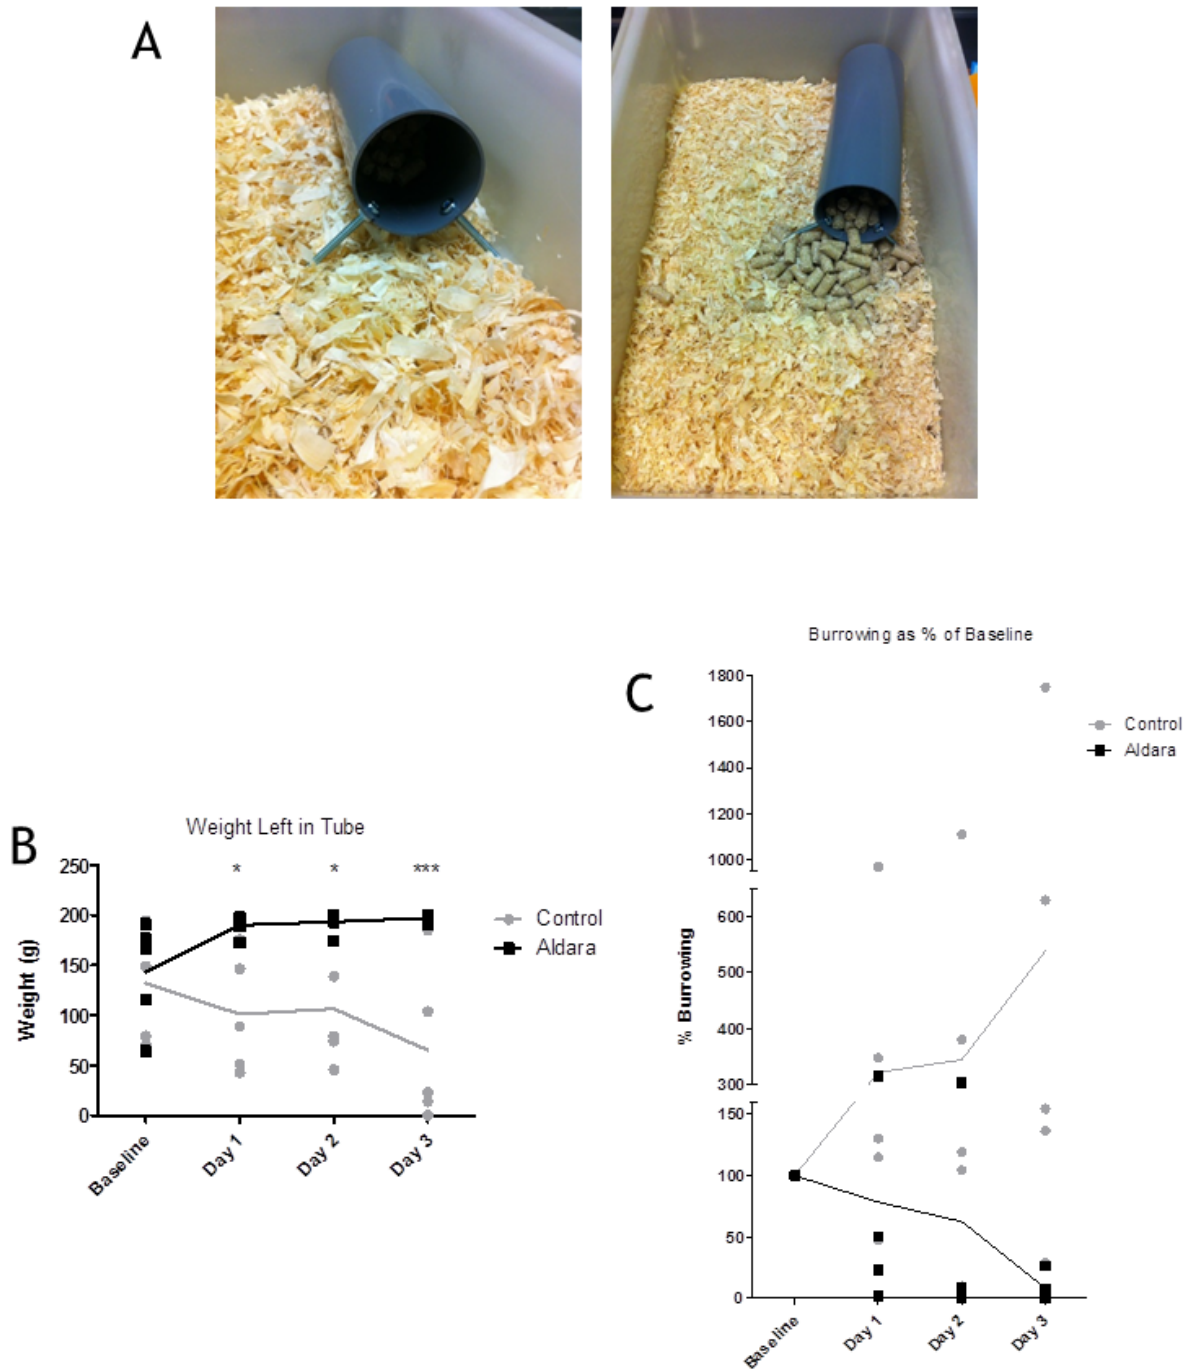 A
Burrowing as % of Baseline
C
1800
1600
1400
1200
1000
600
500
400
300
150
100
50
0
% Burrowing
Control
Aldara
Baseline
Day 1
Day 2
Day 3
B
Weight Left in Tube
250
200
150
100
50
0
Weight (g)
* * ***
Control
Aldara
Baseline
Day 1
Day 2
Day 3